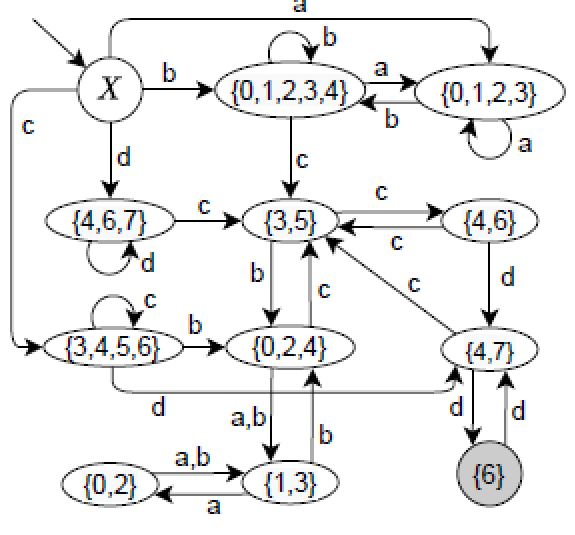 a
b
X
b
{0,1,2,3,4}
a
{0,1,2,3}
b
c
d
c
a
{4,6,7}
c
{3,5}
c
{4,6}
c
d
b
c
c
d
c
{3,4,5,6}
b
{0,2,4}
{4,7}
d
a,b
b
d
d
{0,2}
a,b
{1,3}
a
{6}